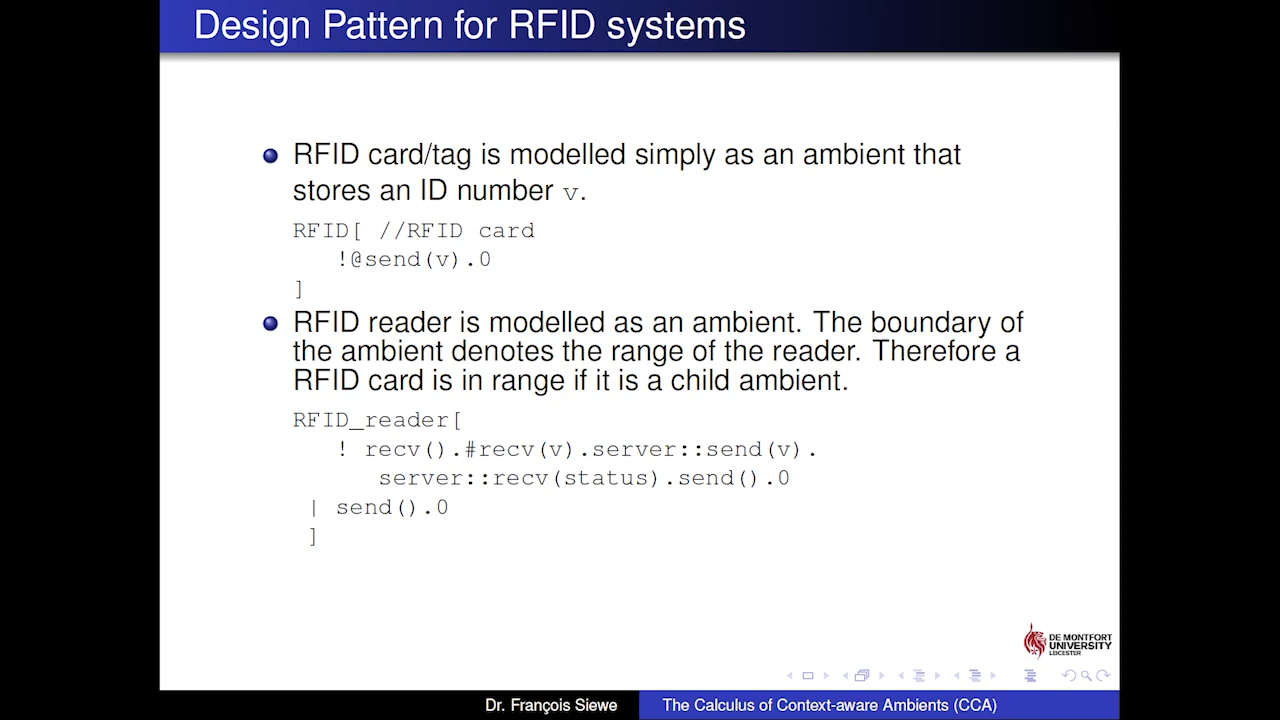 Design Pattern for RFID systems
RFID card/tag is modelled simply as an ambient that
stores an ID number v.
RFID[ //RFID card
!@send(v).0
]
RFID reader is modelled as an ambient. The boundary of
the ambient denotes the range of the reader. Therefore a
RFID card is in range if it is a child ambient.
RFID_reader[
! recv().#recv(v).server::send(v).
server::recv(status).send().0
| send().0
]
DE MONTFORT
UNIVERSITY
LEICESTER
Dr. François Siewe
The Calculus of Context-aware Ambients (CCA)